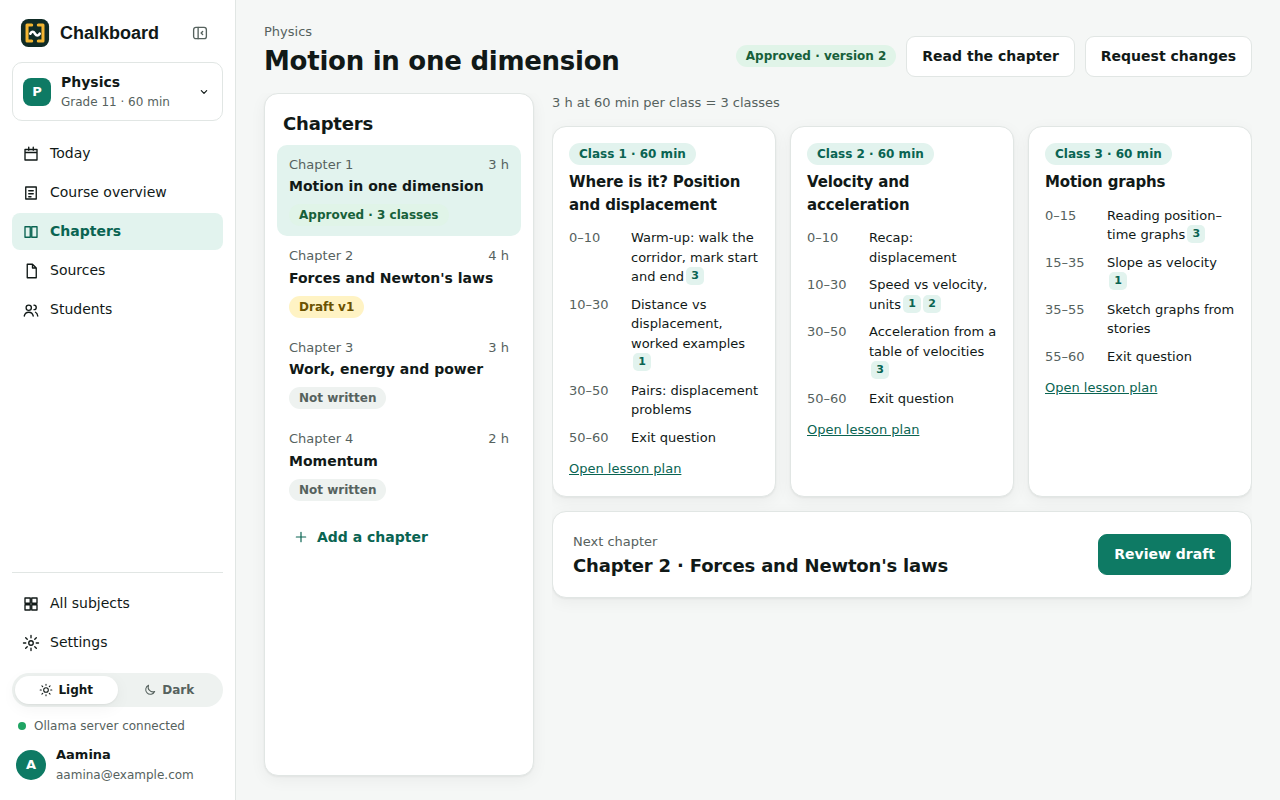 Chalkboard
P
Physics
Grade 11 · 60 min
Today
Course overview
Chapters
Sources
Students
All subjects
Settings
Light
Dark
Ollama server connected
A
Aamina
aamina@example.com
Physics
Motion in one dimension
Approved · version 2
Read the chapter
Request changes
Chapters
Chapter 1 3 h
Motion in one dimension
Approved · 3 classes
Chapter 2 4 h
Forces and Newton's laws
Draft v1
Chapter 3 3 h
Work, energy and power
Not written
Chapter 4 2 h
Momentum
Not written
Add a chapter
3 h at 60 min per class = 3 classes
Class 1 · 60 min
Where is it? Position
and displacement
0–10 Warm-up: walk the
corridor, mark start
and end 3
10–30 Distance vs
displacement,
worked examples
1
30–50 Pairs: displacement
problems
50–60 Exit question
Open lesson plan
Class 2 · 60 min
Velocity and
acceleration
0–10 Recap:
displacement
10–30 Speed vs velocity,
units 1 2
30–50 Acceleration from a
table of velocities
3
50–60 Exit question
Open lesson plan
Class 3 · 60 min
Motion graphs
0–15 Reading position–
time graphs 3
15–35 Slope as velocity
1
35–55 Sketch graphs from
stories
55–60 Exit question
Open lesson plan
Next chapter
Chapter 2 · Forces and Newton's laws
Review draft